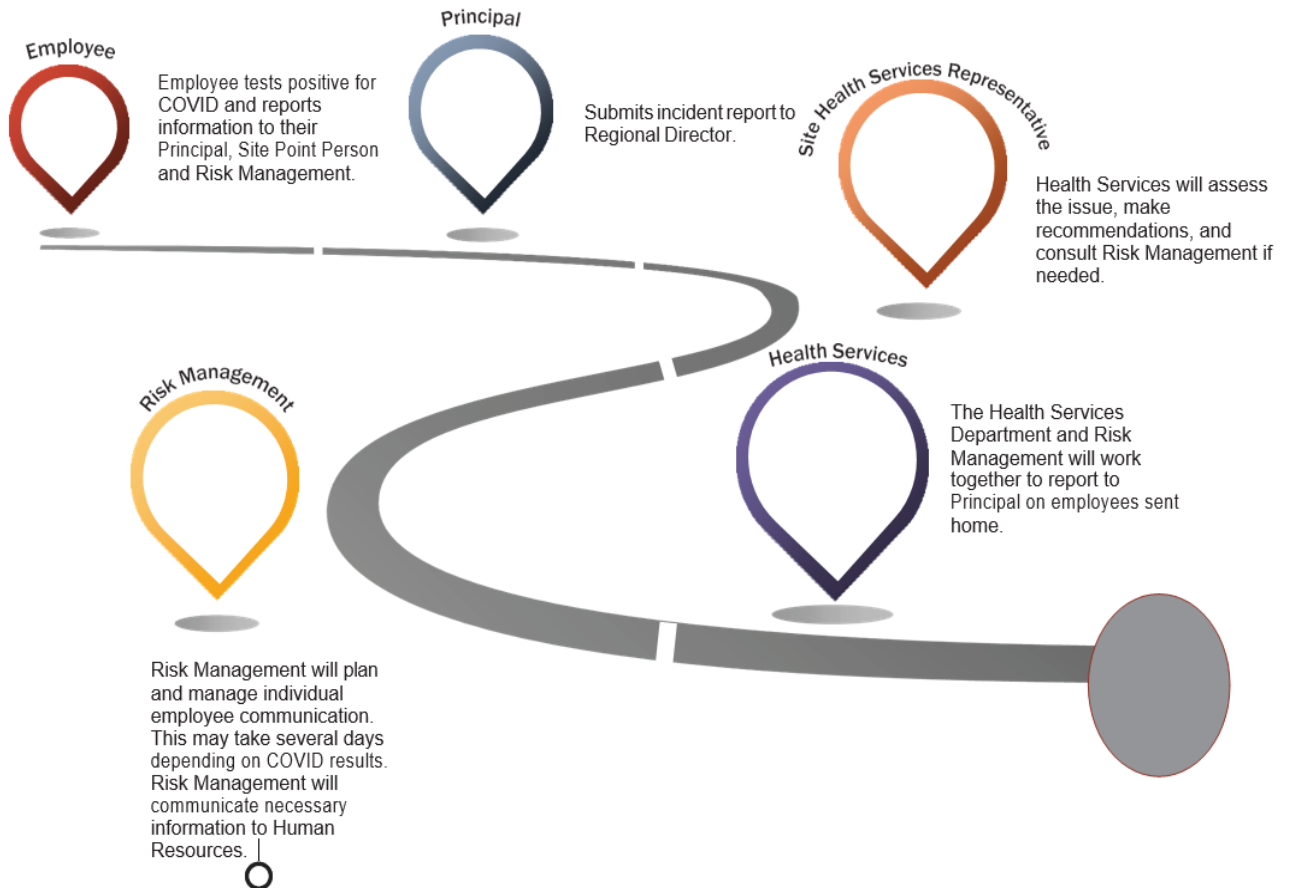 Employee
Employee tests positive for
COVID and reports
information to their
Principal, Site Point Person
and Risk Management.
Principal
Submits incident report to
Regional Director.
Site Health Services Representative
Health Services will assess
the issue, make
recommendations, and
consult Risk Management if
needed.
Risk Management
Risk Management will plan
and manage individual
employee communication.
This may take several days
depending on COVID results.
Risk Management will
communicate necessary
information to Human
Resources.
Health Services
The Health Services
Department and Risk
Management will work
together to report to
Principal on employees sent
home.